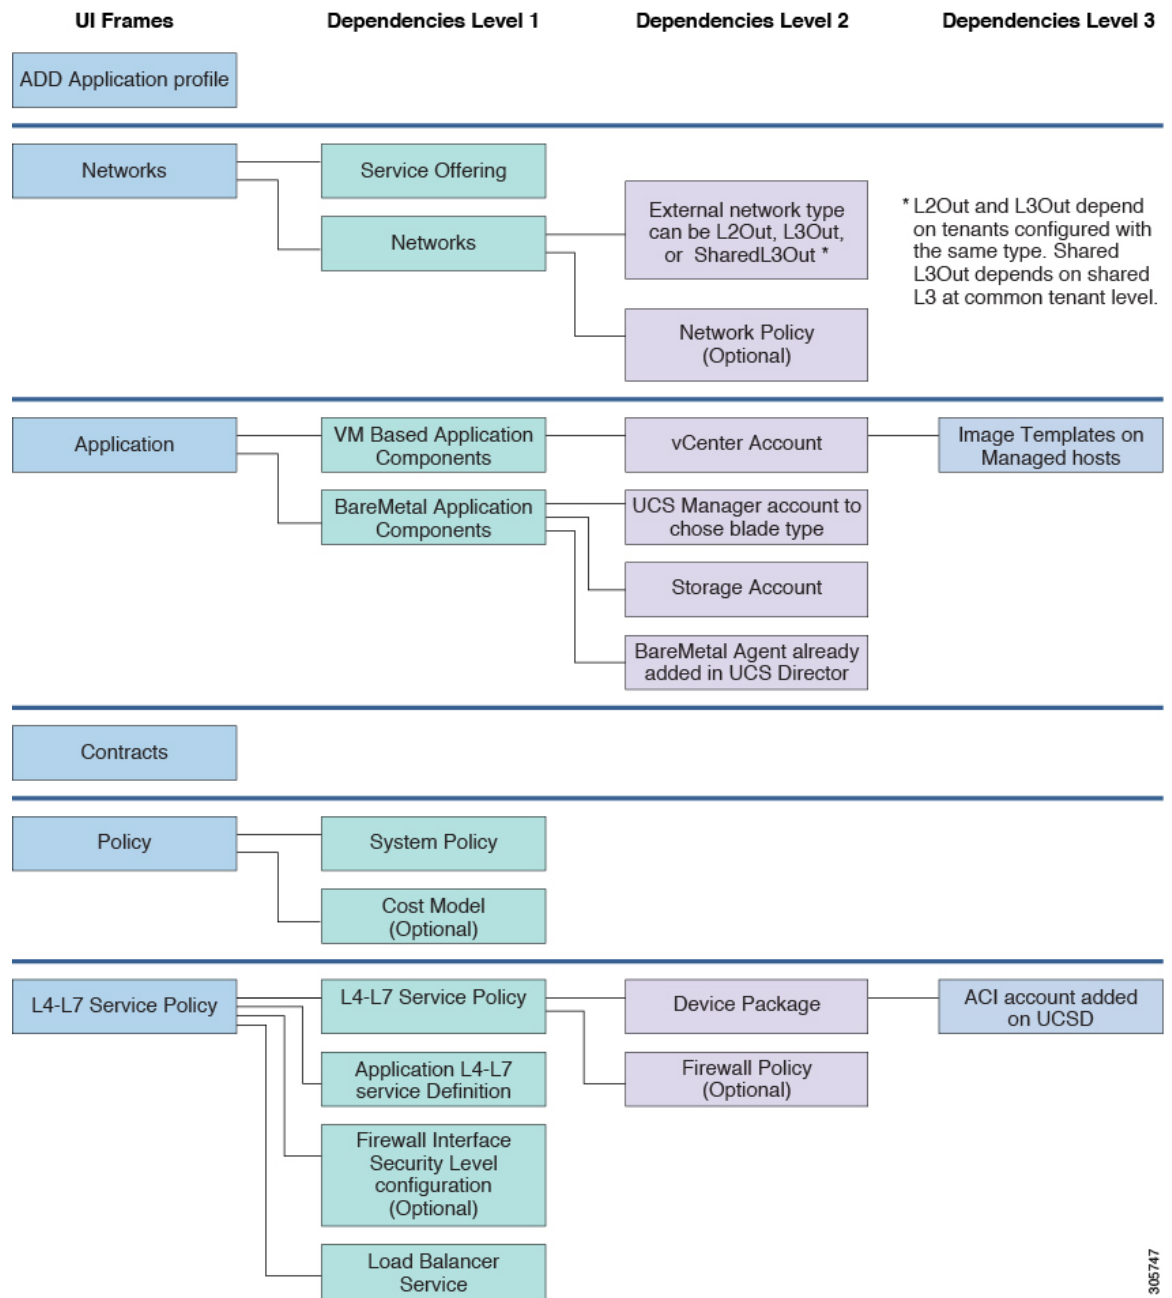 UI Frames
Dependencies Level 1
Dependencies Level 2
Dependencies Level 3
ADD Application profile
Networks
Service Offering
Networks
External network type
can be L2Out, L3Out,
or SharedL3Out *
* L2Out and L3Out depend
on tenants configured with
the same type. Shared
L3Out depends on shared
L3 at common tenant level.
Network Policy
(Optional)
Application
VM Based Application
Components
vCenter Account
Image Templates on
Managed hosts
BareMetal Application
Components
UCS Manager account to
chose blade type
Storage Account
BareMetal Agent already
added in UCS Director
Contracts
Policy
System Policy
Cost Model
(Optional)
L4-L7 Service Policy
L4-L7 Service Policy
Device Package
ACI account added
on UCSD
Application L4-L7
service Definition
Firewall Policy
(Optional)
Firewall Interface
Security Level
configuration
(Optional)
Load Balancer
Service
305747